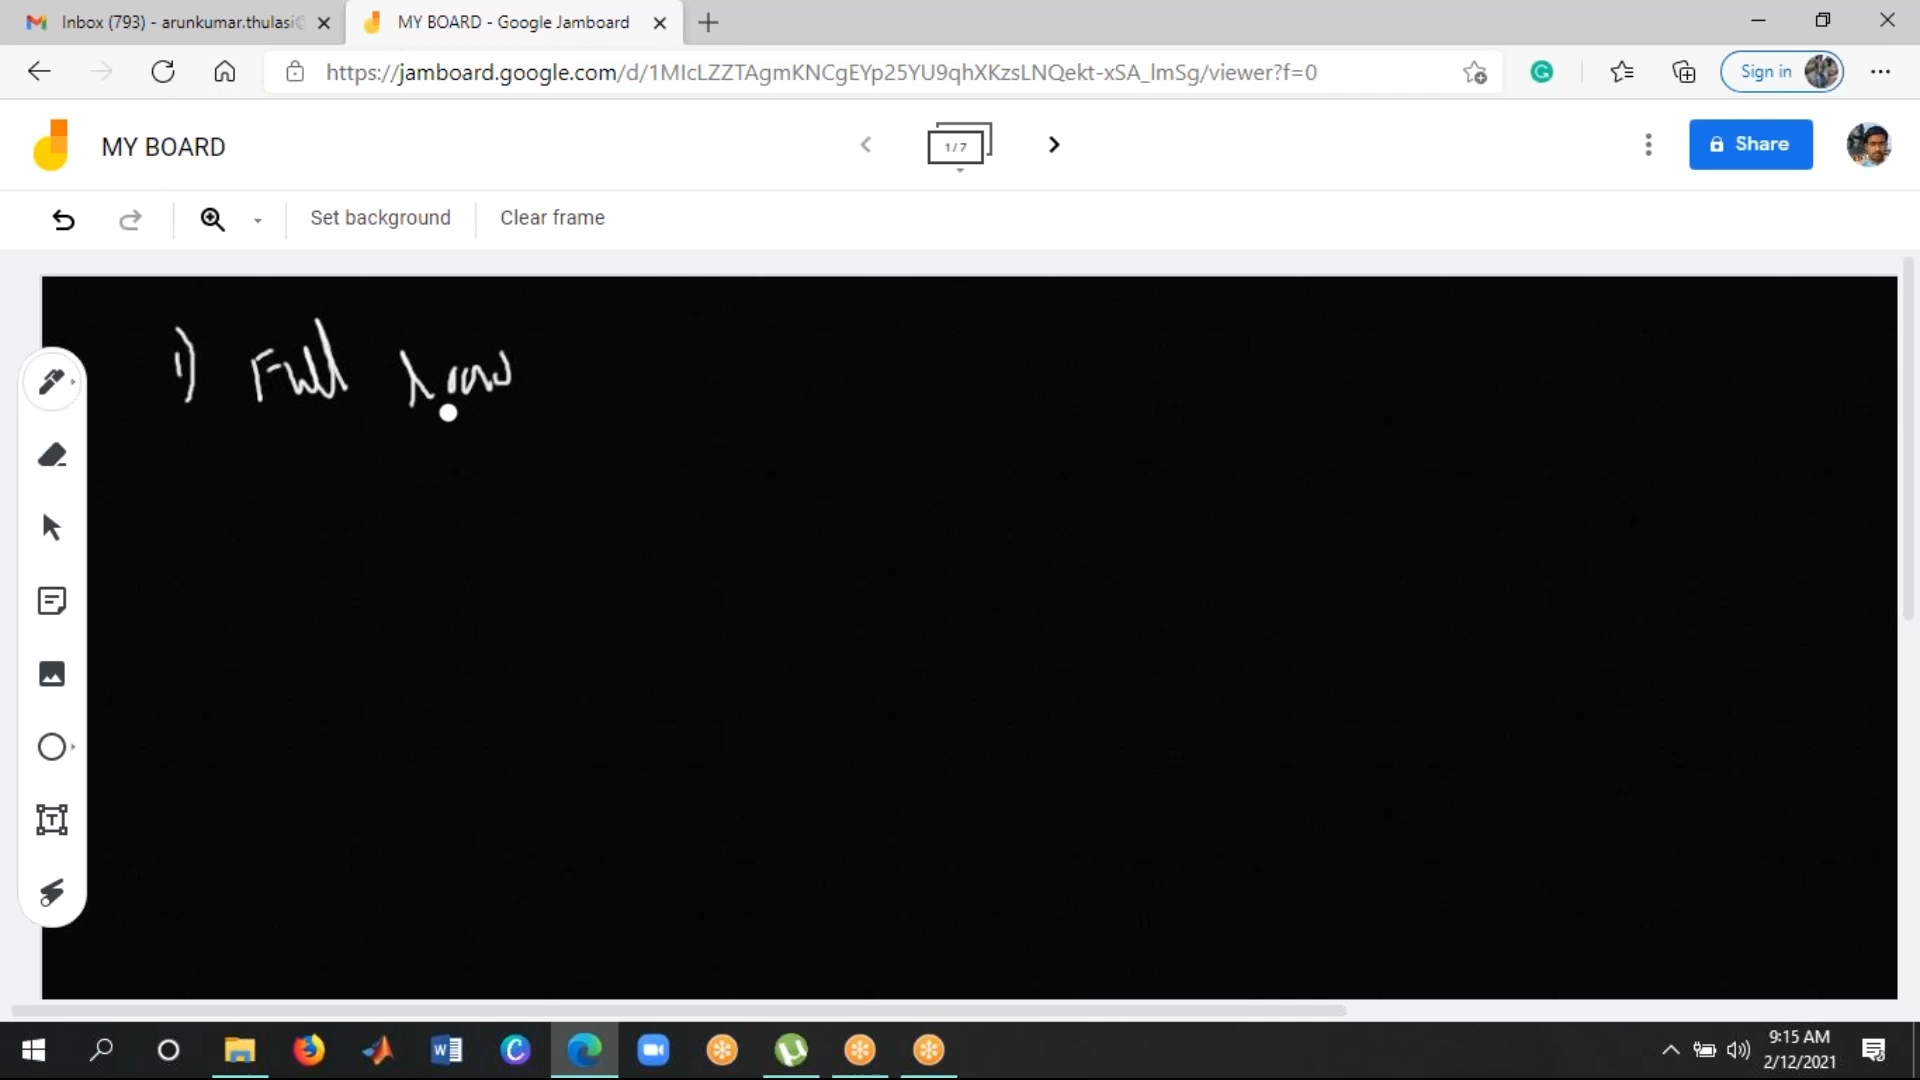 Inbox (793) - arunkumar.thulasi
MY BOARD - Google Jamboard
https://jamboard.google.com/d/1MIcLZZTAgmKNCgEYp25YU9qhXKzsLNQekt-xSA_lmSg/viewer?f=0
Sign in
MY BOARD
1/7
Share
Set background
Clear frame
1) Full
9:15 AM
2/12/2021